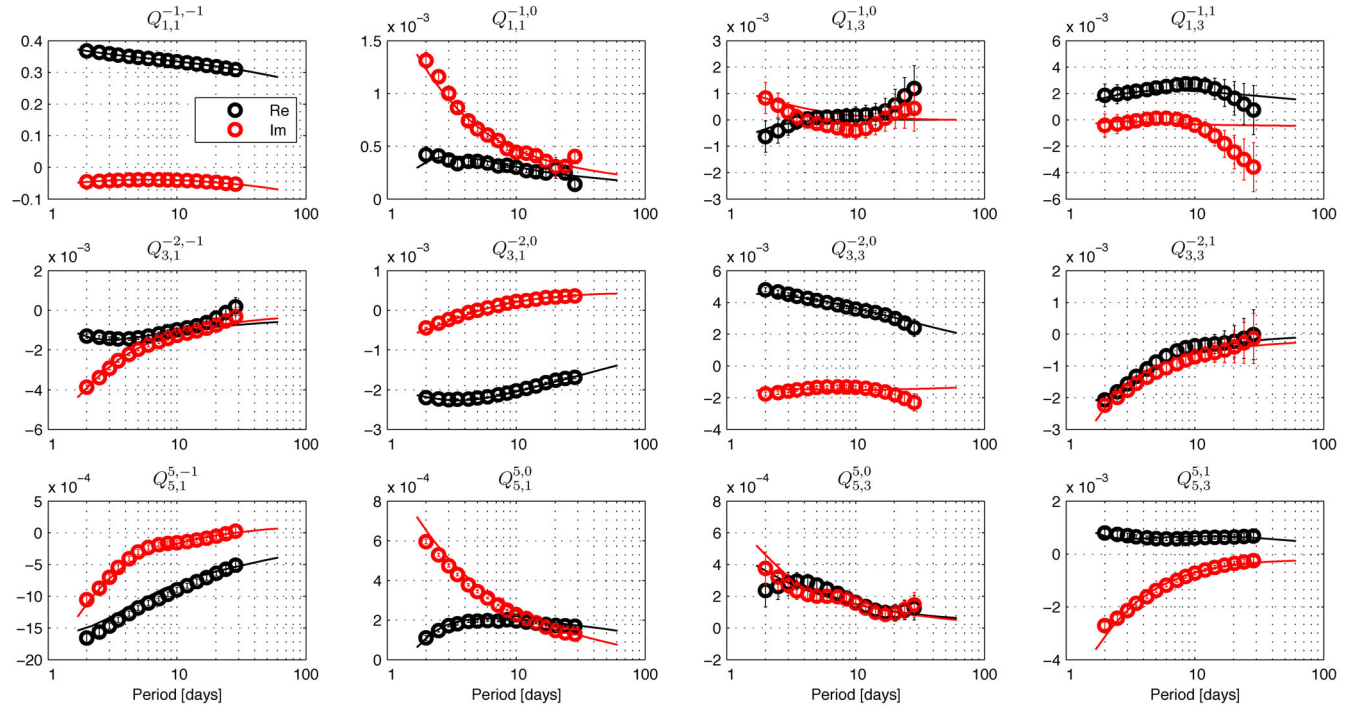 Q_{1,1}^{-1,-1}
0.4
0.3
0.2
0.1
0
−0.1
1 10 100
Re
Im
x 10^{-3} Q_{1,1}^{-1,0}
1.5
1
0.5
0
1 10 100
x 10^{-3} Q_{1,3}^{-1,0}
3
2
1
0
−1
−2
−3
1 10 100
x 10^{-3} Q_{1,3}^{-1,1}
6
4
2
0
−2
−4
−6
1 10 100
x 10^{-3} Q_{3,1}^{-2,-1}
2
0
−2
−4
−6
1 10 100
x 10^{-3} Q_{3,1}^{-2,0}
1
0
−1
−2
−3
1 10 100
x 10^{-3} Q_{3,3}^{-2,0}
6
4
2
0
−2
−4
1 10 100
x 10^{-3} Q_{3,3}^{-2,1}
2
1
0
−1
−2
−3
1 10 100
x 10^{-4} Q_{5,1}^{5,-1}
5
0
−5
−10
−15
−20
1 10 100
Period [days]
x 10^{-4} Q_{5,1}^{5,0}
8
6
4
2
0
1 10 100
Period [days]
x 10^{-4} Q_{5,3}^{5,0}
8
6
4
2
0
−2
1 10 100
Period [days]
x 10^{-3} Q_{5,3}^{5,1}
2
0
−2
−4
1 10 100
Period [days]